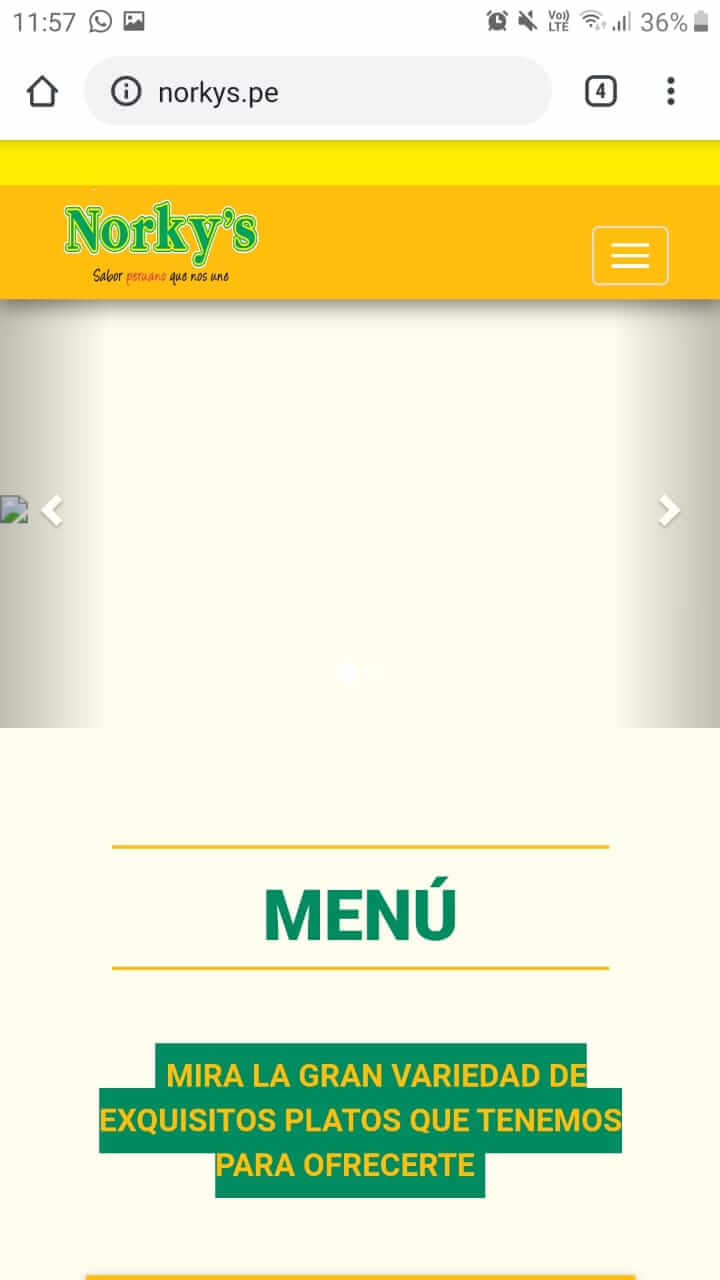 11:57
Vo)) LTE 36%
norkys.pe
4
Norky's
Sabor peruano que nos une
MENÚ
MIRA LA GRAN VARIEDAD DE
EXQUISITOS PLATOS QUE TENEMOS
PARA OFRECERTE